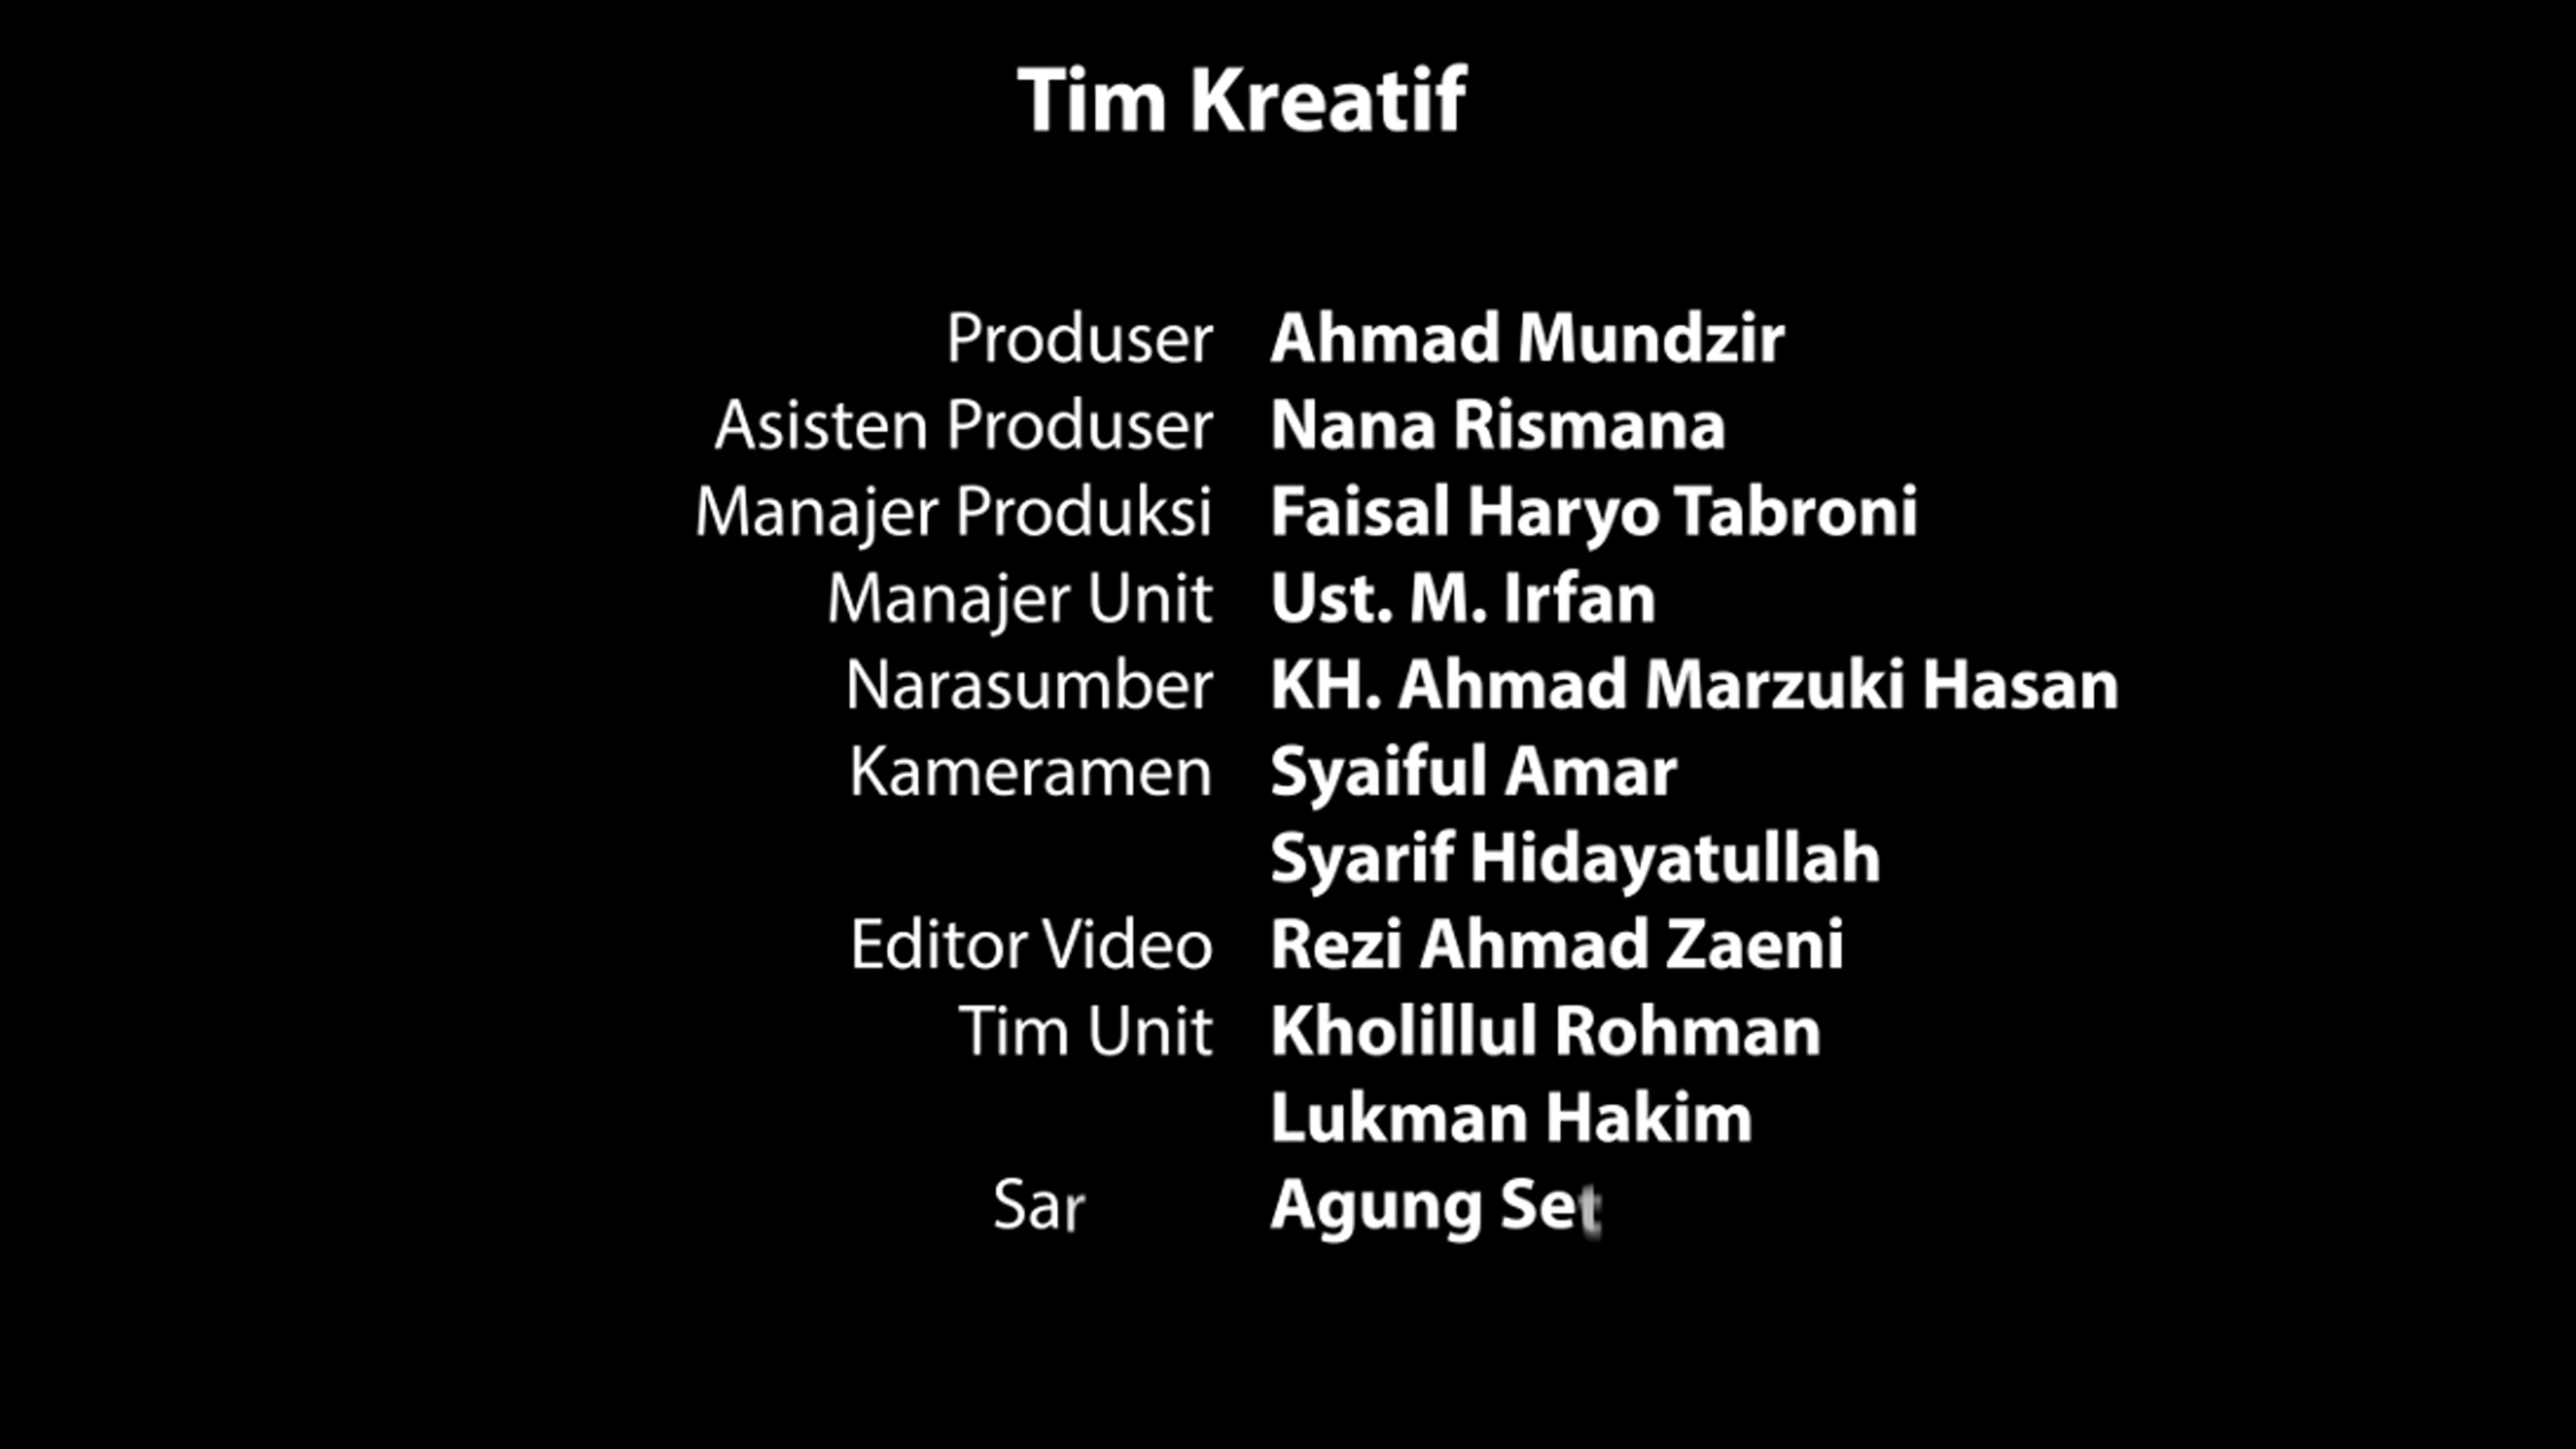 Tim Kreatif
Produser Ahmad Mundzir
Asisten Produser Nana Rismana
Manajer Produksi Faisal Haryo Tabroni
Manajer Unit Ust. M. Irfan
Narasumber KH. Ahmad Marzuki Hasan
Kameramen Syaiful Amar
Syarif Hidayatullah
Editor Video Rezi Ahmad Zaeni
Tim Unit Kholillul Rohman
Lukman Hakim
Sar Agung Set